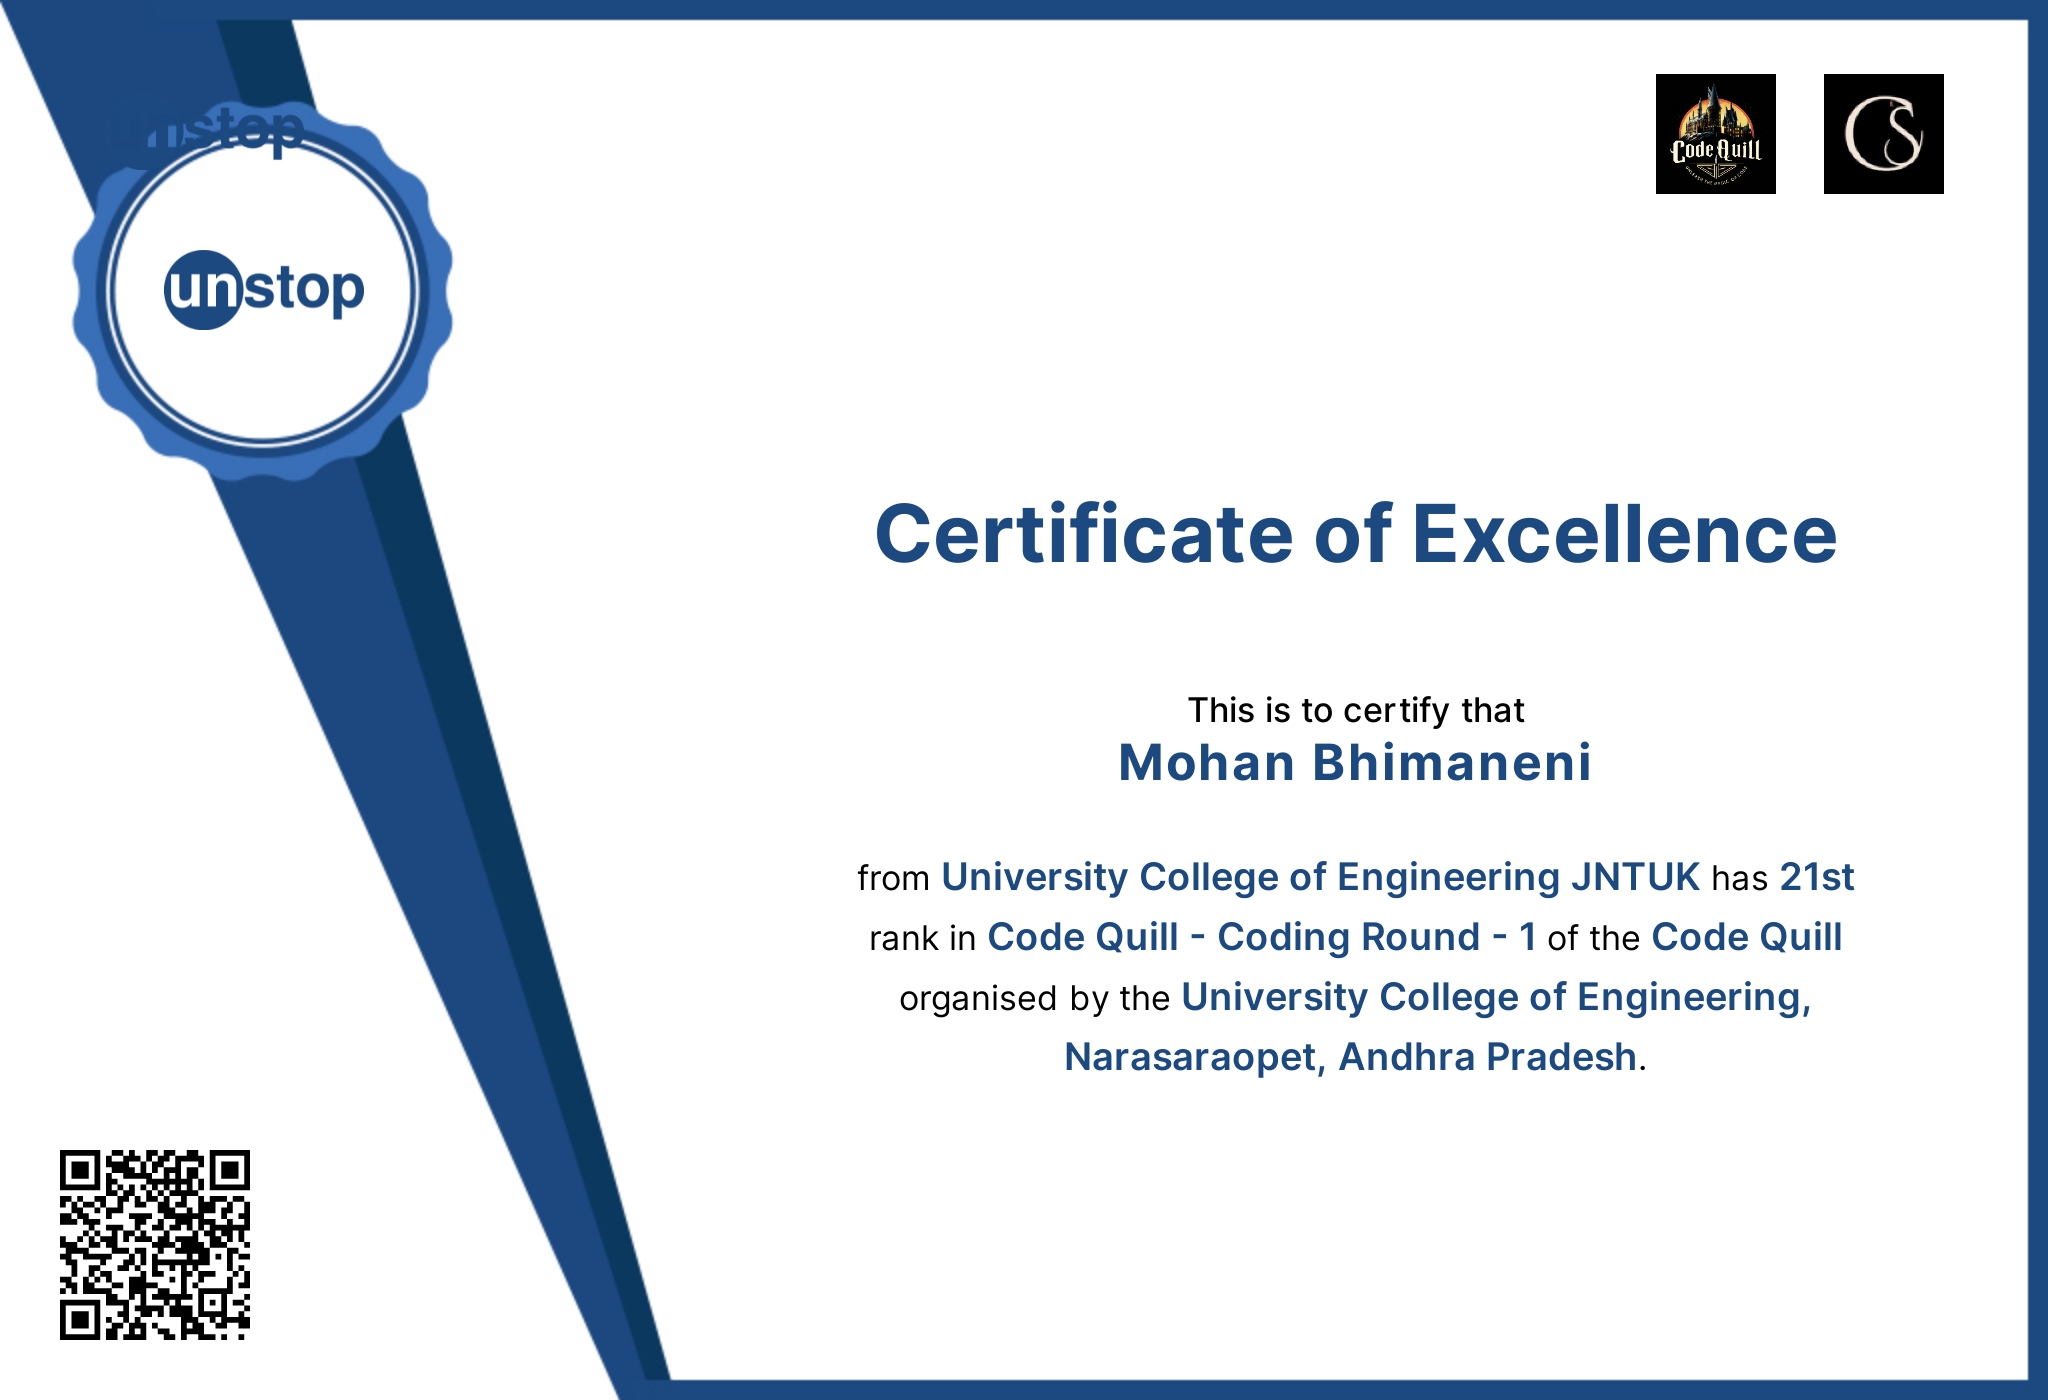 unstop
Code Quill
CS
unstop
Certificate of Excellence
This is to certify that
Mohan Bhimaneni
from University College of Engineering JNTUK has 21st
rank in Code Quill - Coding Round - 1 of the Code Quill
organised by the University College of Engineering,
Narasaraopet, Andhra Pradesh.